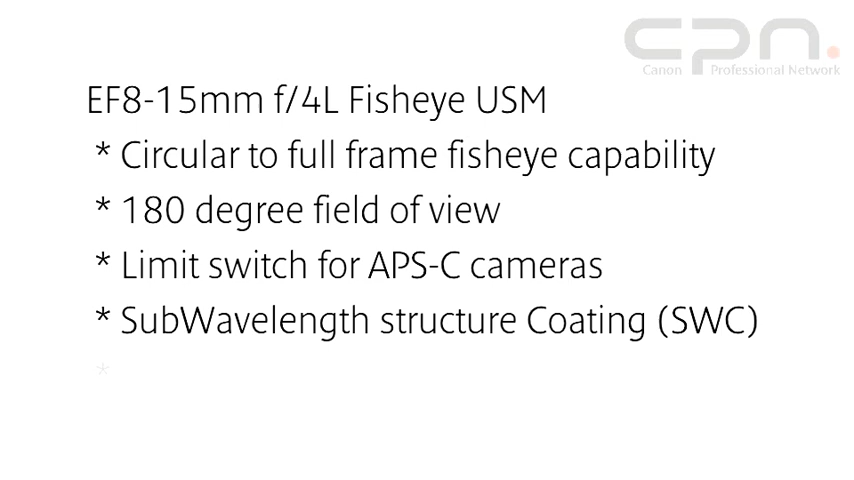 cpn.
Canon Professional Network
EF8-15mm f/4L Fisheye USM
* Circular to full frame fisheye capability
* 180 degree field of view
* Limit switch for APS-C cameras
* SubWavelength structure Coating (SWC)
*